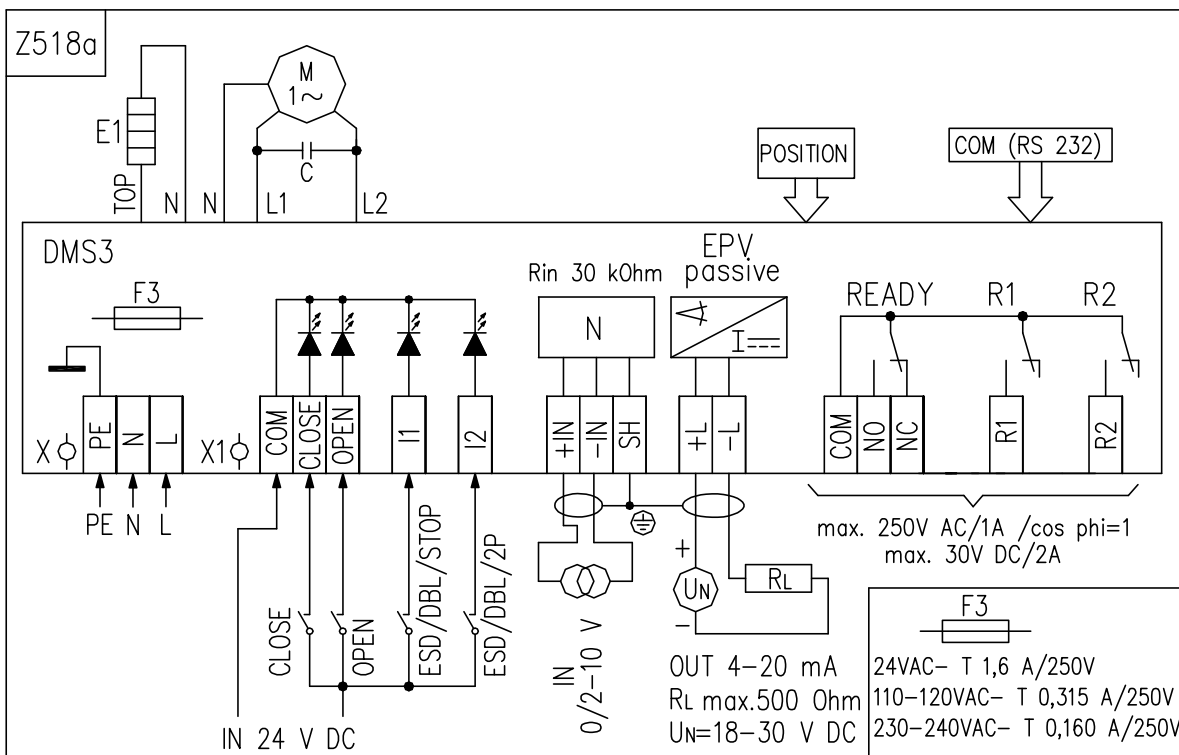 Z518a
M
1~
E1
C
TOP
N
N
L1
L2
POSITION
COM (RS 232)
DMS3
F3
Rin 30 kOhm
EPV
passive
N
I
READY
R1
R2
X
PE
N
L
X1
COM
CLOSE
OPEN
I1
I2
+IN
-IN
SH
+L
-L
COM
NO
NC
R1
R2
PE N L
CLOSE
OPEN
ESD/DBL/STOP
ESD/DBL/2P
IN 24 V DC
IN
0/2-10 V
+
UN
-
RL
OUT 4-20 mA
RL max.500 Ohm
UN=18-30 V DC
max. 250V AC/1A /cos phi=1
max. 30V DC/2A
F3
24VAC- T 1,6 A/250V
110-120VAC- T 0,315 A/250V
230-240VAC- T 0,160 A/250V